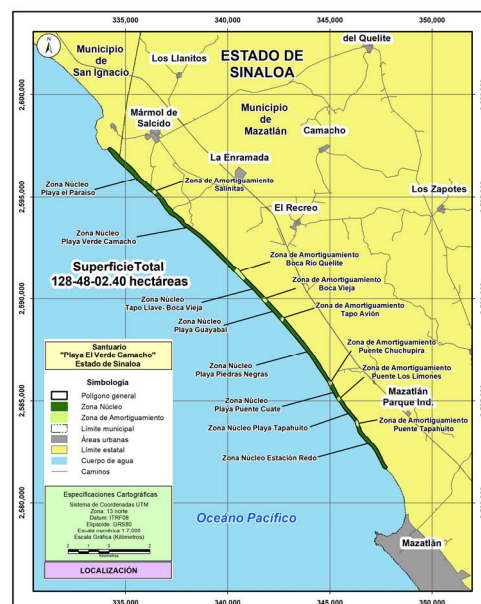 335,000
340,000
345,000
350,000
N
Municipio
de
San Ignacio
Los Llanitos
ESTADO DE
SINALOA
del Quelite
2,600,000
Mármol de
Salcido
Municipio
de
Mazatlán
Camacho
La Enramada
2,595,000
Zona Núcleo
Playa el Paraíso
Zona de Amortiguamiento
Salinitas
Los Zapotes
El Recreo
Zona Núcleo
Playa Verde Camacho
Zona de Amortiguamiento
Boca Río Quelite
SuperficieTotal
128-48-02.40 hectáreas
Zona de Amortiguamiento
Boca Vieja
2,590,000
Zona Núcleo
Tapo Llave- Boca Vieja
Zona de Amortiguamiento
Tapo Avión
Zona Núcleo
Playa Guayabal
Santuario
"Playa El Verde Camacho"
Estado de Sinaloa
Zona de Amortiguamiento
Puente Chuchupira
Zona Núcleo
Playa Piedras Negras
Zona de Amortiguamiento
Puente Los Limones
Simbología
Polígono general
Zona Núcleo
Zona de Amortiguamiento
Límite municipal
Áreas urbanas
Límite estatal
Cuerpo de agua
Caminos
Zona Núcleo
Playa Puente Cuate
Mazatlán
Parque Ind.
2,585,000
Zona Núcleo Playa Tapahuito
Zona de Amortiguamiento
Puente Tapahuito
Zona Núcleo Estación Redo
Especificaciones Cartográficas
Sistema de Coordenadas UTM
Zona: 13 norte
Datum: ITRF08
Elipsoide: GRS80
Escala numérica 1:7,000
Escala Gráfica (Kilómetros)
Kilómetros
2,580,000
Océano Pacífico
Mazatlán
LOCALIZACIÓN
335,000
340,000
345,000
350,000